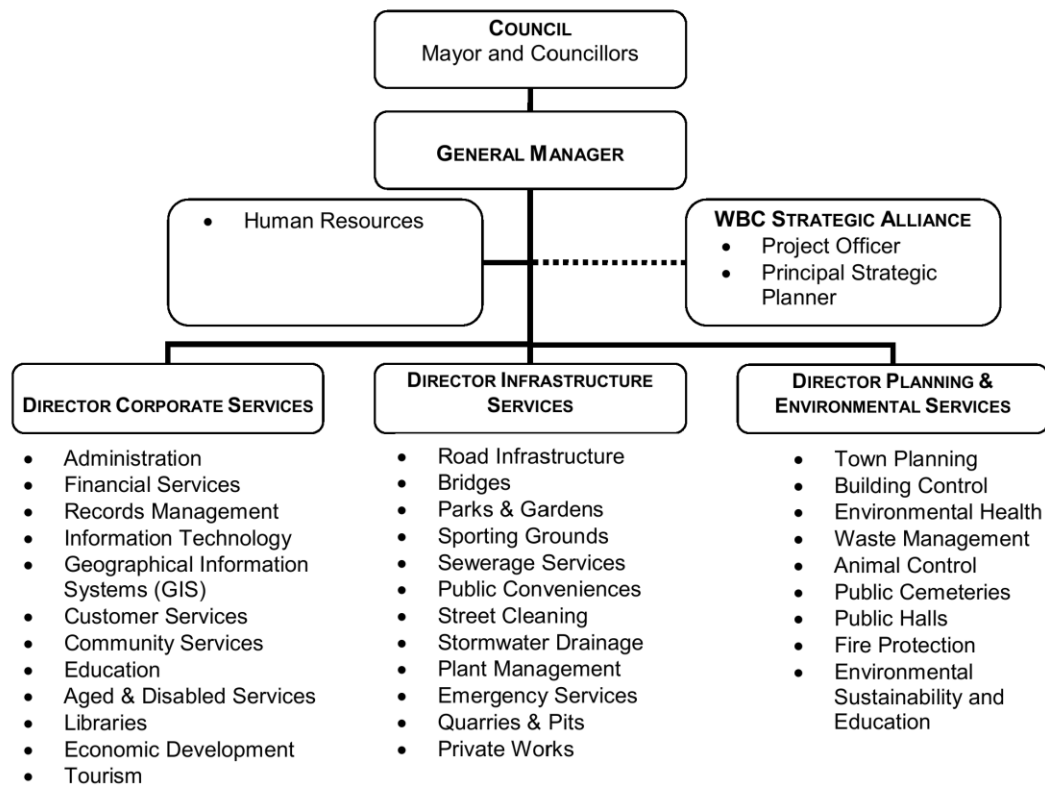 COUNCIL
Mayor and Councillors
GENERAL MANAGER
• Human Resources
WBC STRATEGIC ALLIANCE
• Project Officer
• Principal Strategic
Planner
DIRECTOR CORPORATE SERVICES
• Administration
• Financial Services
• Records Management
• Information Technology
• Geographical Information
Systems (GIS)
• Customer Services
• Community Services
• Education
• Aged & Disabled Services
• Libraries
• Economic Development
• Tourism
DIRECTOR INFRASTRUCTURE
SERVICES
• Road Infrastructure
• Bridges
• Parks & Gardens
• Sporting Grounds
• Sewerage Services
• Public Conveniences
• Street Cleaning
• Stormwater Drainage
• Plant Management
• Emergency Services
• Quarries & Pits
• Private Works
DIRECTOR PLANNING &
ENVIRONMENTAL SERVICES
• Town Planning
• Building Control
• Environmental Health
• Waste Management
• Animal Control
• Public Cemeteries
• Public Halls
• Fire Protection
• Environmental
Sustainability and
Education